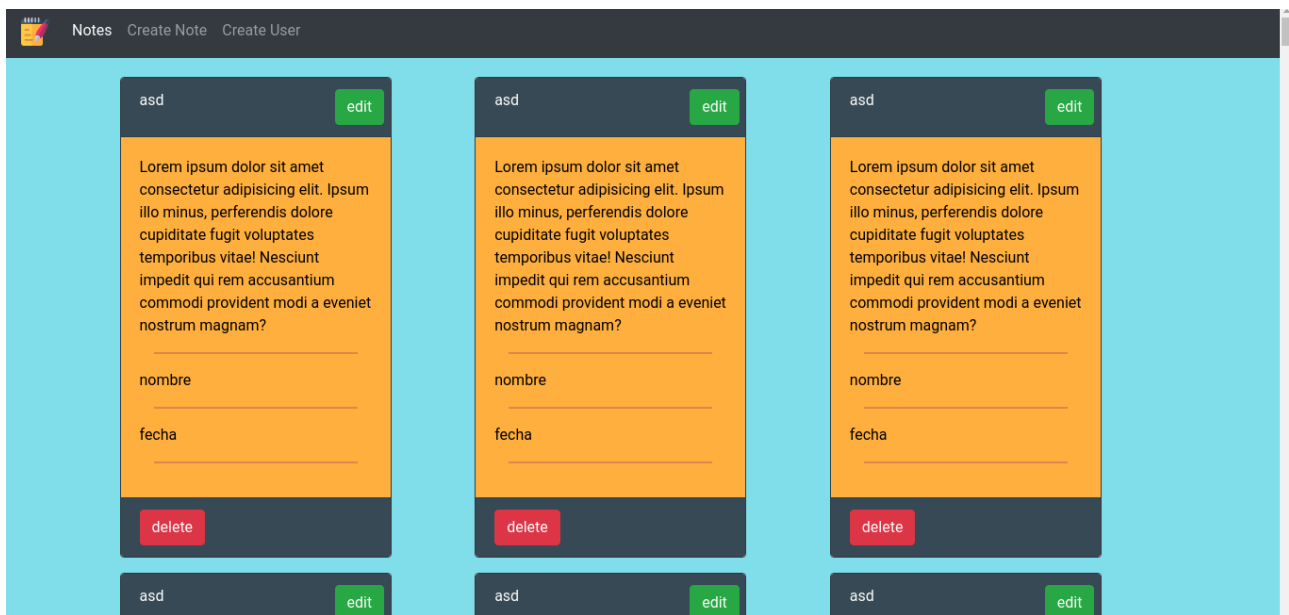 Notes Create Note Create User
asd edit
Lorem ipsum dolor sit amet
consectetur adipisicing elit. Ipsum
illo minus, perferendis dolore
cupiditate fugit voluptates
temporibus vitae! Nesciunt
impedit qui rem accusantium
commodi provident modi a eveniet
nostrum magnam?
nombre
fecha
delete
asd edit
Lorem ipsum dolor sit amet
consectetur adipisicing elit. Ipsum
illo minus, perferendis dolore
cupiditate fugit voluptates
temporibus vitae! Nesciunt
impedit qui rem accusantium
commodi provident modi a eveniet
nostrum magnam?
nombre
fecha
delete
asd edit
Lorem ipsum dolor sit amet
consectetur adipisicing elit. Ipsum
illo minus, perferendis dolore
cupiditate fugit voluptates
temporibus vitae! Nesciunt
impedit qui rem accusantium
commodi provident modi a eveniet
nostrum magnam?
nombre
fecha
delete
asd edit
asd edit
asd edit